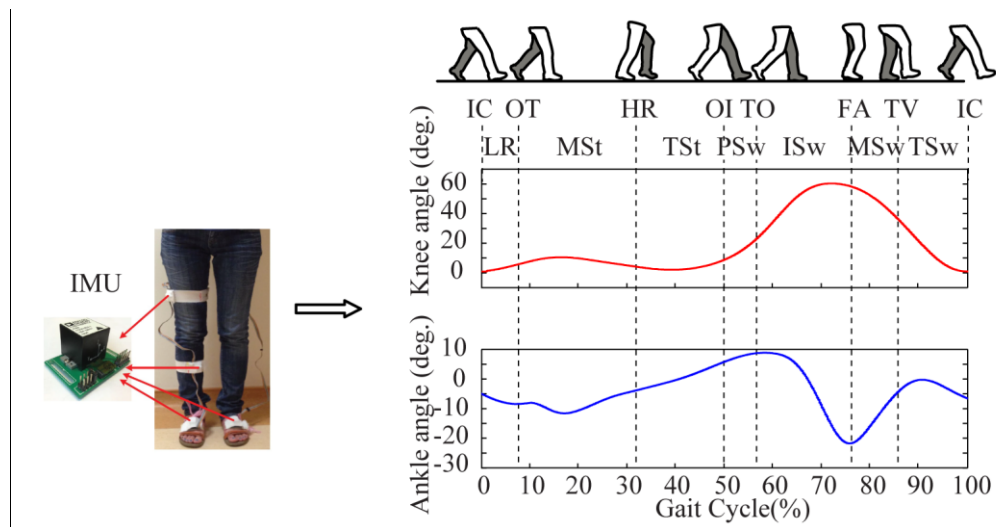 IC OT HR OI TO FA TV IC
LR MSt TSt PSw ISw MSw TSw
Knee angle (deg.)
60
40
20
0
IMU
Ankle angle (deg.)
10
0
-10
-20
-30
0 10 20 30 40 50 60 70 80 90 100
Gait Cycle(%)